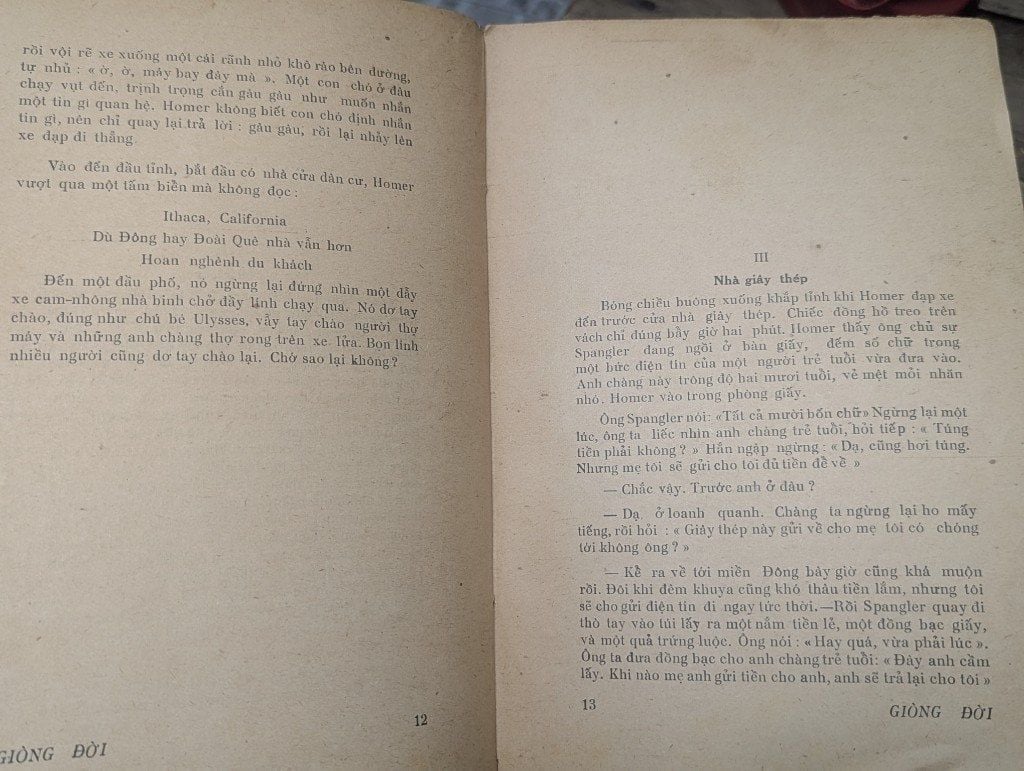 rồi vội rẽ xe xuống một cái rãnh nhỏ khô ráo bên đường,
tự nhủ : « ờ, ờ, máy bay đấy mà ». Một con chó ở đâu
chạy vụt đến, trịnh trọng cắn gâu gâu như muốn nhắn
một tin gì quan hệ. Homer không biết con chó định nhắn
tin gì, nên chỉ quay lại trả lời : gâu gâu, rồi lại nhảy lên
xe đạp đi thẳng.
Vào đến đầu tỉnh, bắt đầu có nhà cửa dân cư, Homer
vượt qua một tấm biển mà không đọc :
Ithaca, California
Dù Đông hay Đoài Quê nhà vẫn hơn
Hoan nghênh du khách
Đến một đầu phố, nó ngừng lại đứng nhìn một dẫy
xe cam-nhông nhà binh chở đầy lính chạy qua. Nó dơ tay
chào, đúng như chú bé Ulysses, vẫy tay chào người thợ
máy và những anh chàng thợ rong trên xe lửa. Bọn lính
nhiều người cũng dơ tay chào lại. Chớ sao lại không?
12
GIÒNG ĐỜI
III
Nhà giây thép
Bóng chiều buông xuống khắp tỉnh khi Homer đạp xe
đến trước cửa nhà giây thép. Chiếc đồng hồ treo trên
vách chỉ đúng bẩy giờ hai phút. Homer thấy ông chủ sự
Spangler đang ngồi ở bàn giấy, đếm số chữ trong
một bức điện tín của một người trẻ tuổi vừa đưa vào.
Anh chàng này trông độ hai mươi tuổi, vẻ mệt mỏi nhăn
nhó. Homer vào trong phòng giấy.
Ông Spangler nói: «Tất cả mười bốn chữ» Ngừng lại một
lúc, ông ta liếc nhìn anh chàng trẻ tuổi, hỏi tiếp : « Túng
tiền phải không ? » Hắn ngập ngừng : « Dạ, cũng hơi túng.
Nhưng mẹ tôi sẽ gửi cho tôi đủ tiền để về »
— Chắc vậy. Trước anh ở đâu ?
— Dạ, ở loanh quanh. Chàng ta ngừng lại ho mấy
tiếng, rồi hỏi : « Giây thép này gửi về cho mẹ tôi có chóng
tới không ông ? »
— Kể ra về tới miền Đông bây giờ cũng khá muộn
rồi. Đôi khi đêm khuya cũng khó thảu tiền lắm, nhưng tôi
sẽ cho gửi điện tín đi ngay tức thời.—Rồi Spangler quay đi
thò tay vào túi lấy ra một nắm tiền lẻ, một đồng bạc giấy,
và một quả trứng luộc. Ông nói : « Hay quá, vừa phải lúc ».
Ông ta đưa đồng bạc cho anh chàng trẻ tuổi: «Đây anh cầm
lấy. Khi nào mẹ anh gửi tiền cho anh, anh sẽ trả lại cho tôi »
13
GIÒNG ĐỜI